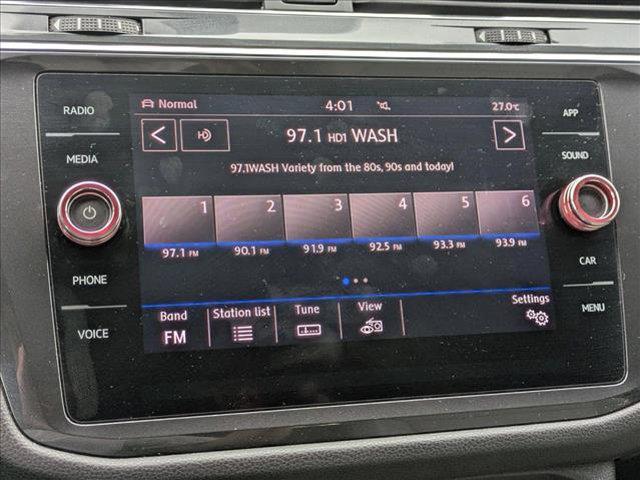 RADIO
MEDIA
PHONE
VOICE
Normal 4:01 27.0°C
< HD 97.1 HD1 WASH >
97.1WASH Variety from the 80s, 90s and today!
1 2 3 4 5 6
97.1 FM 90.1 FM 91.9 FM 92.5 FM 93.3 FM 93.9 FM
Band Station list Tune View Settings
FM
APP
SOUND
CAR
MENU